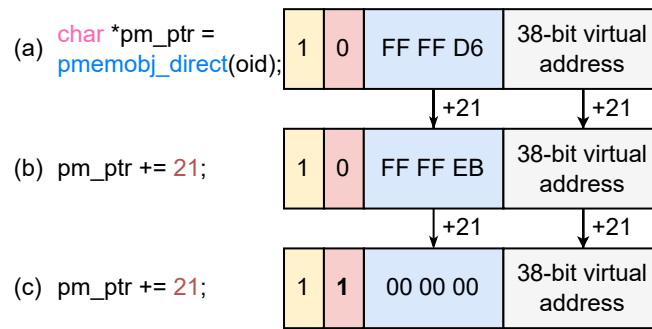 (a) char *pm_ptr =
pmemobj_direct(oid);
1 0 FF FF D6 38-bit virtual
address
+21 +21
(b) pm_ptr += 21;
1 0 FF FF EB 38-bit virtual
address
+21 +21
(c) pm_ptr += 21;
1 1 00 00 00 38-bit virtual
address